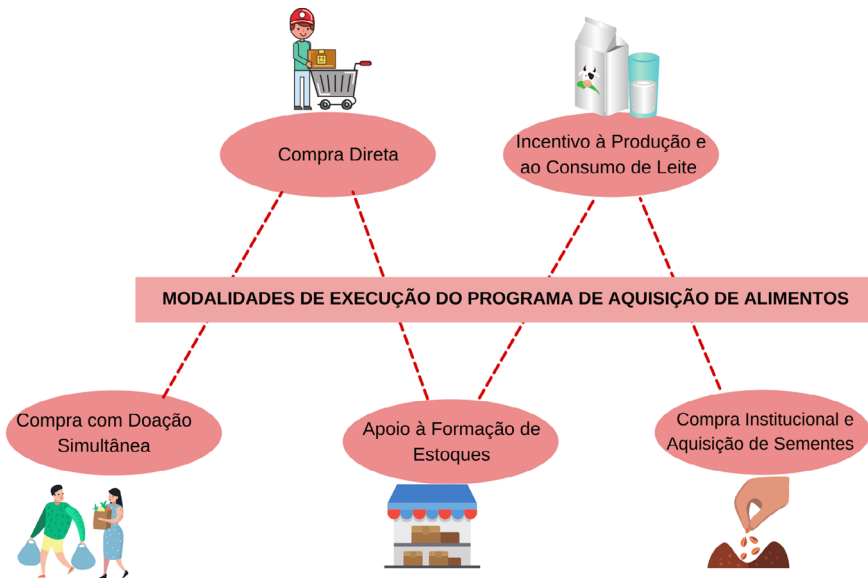 Compra Direta
Incentivo à Produção e
ao Consumo de Leite
MODALIDADES DE EXECUÇÃO DO PROGRAMA DE AQUISIÇÃO DE ALIMENTOS
Compra com Doação
Simultânea
Apoio à Formação de
Estoques
Compra Institucional e
Aquisição de Sementes